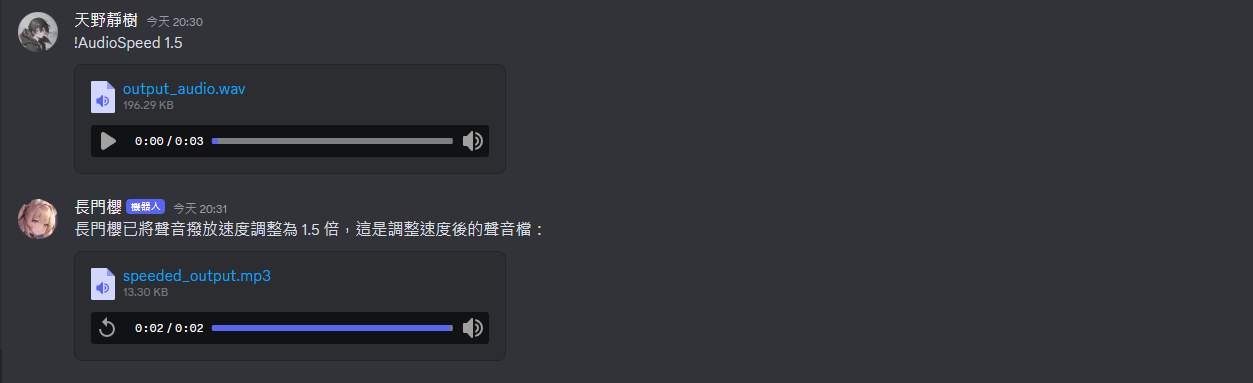 天野靜樹 今天 20:30
!AudioSpeed 1.5
output_audio.wav
196.29 KB
0:00 / 0:03
長門櫻 機器人 今天 20:31
長門櫻已將聲音撥放速度調整為 1.5 倍，這是調整速度後的聲音檔：
speeded_output.mp3
13.30 KB
0:02 / 0:02